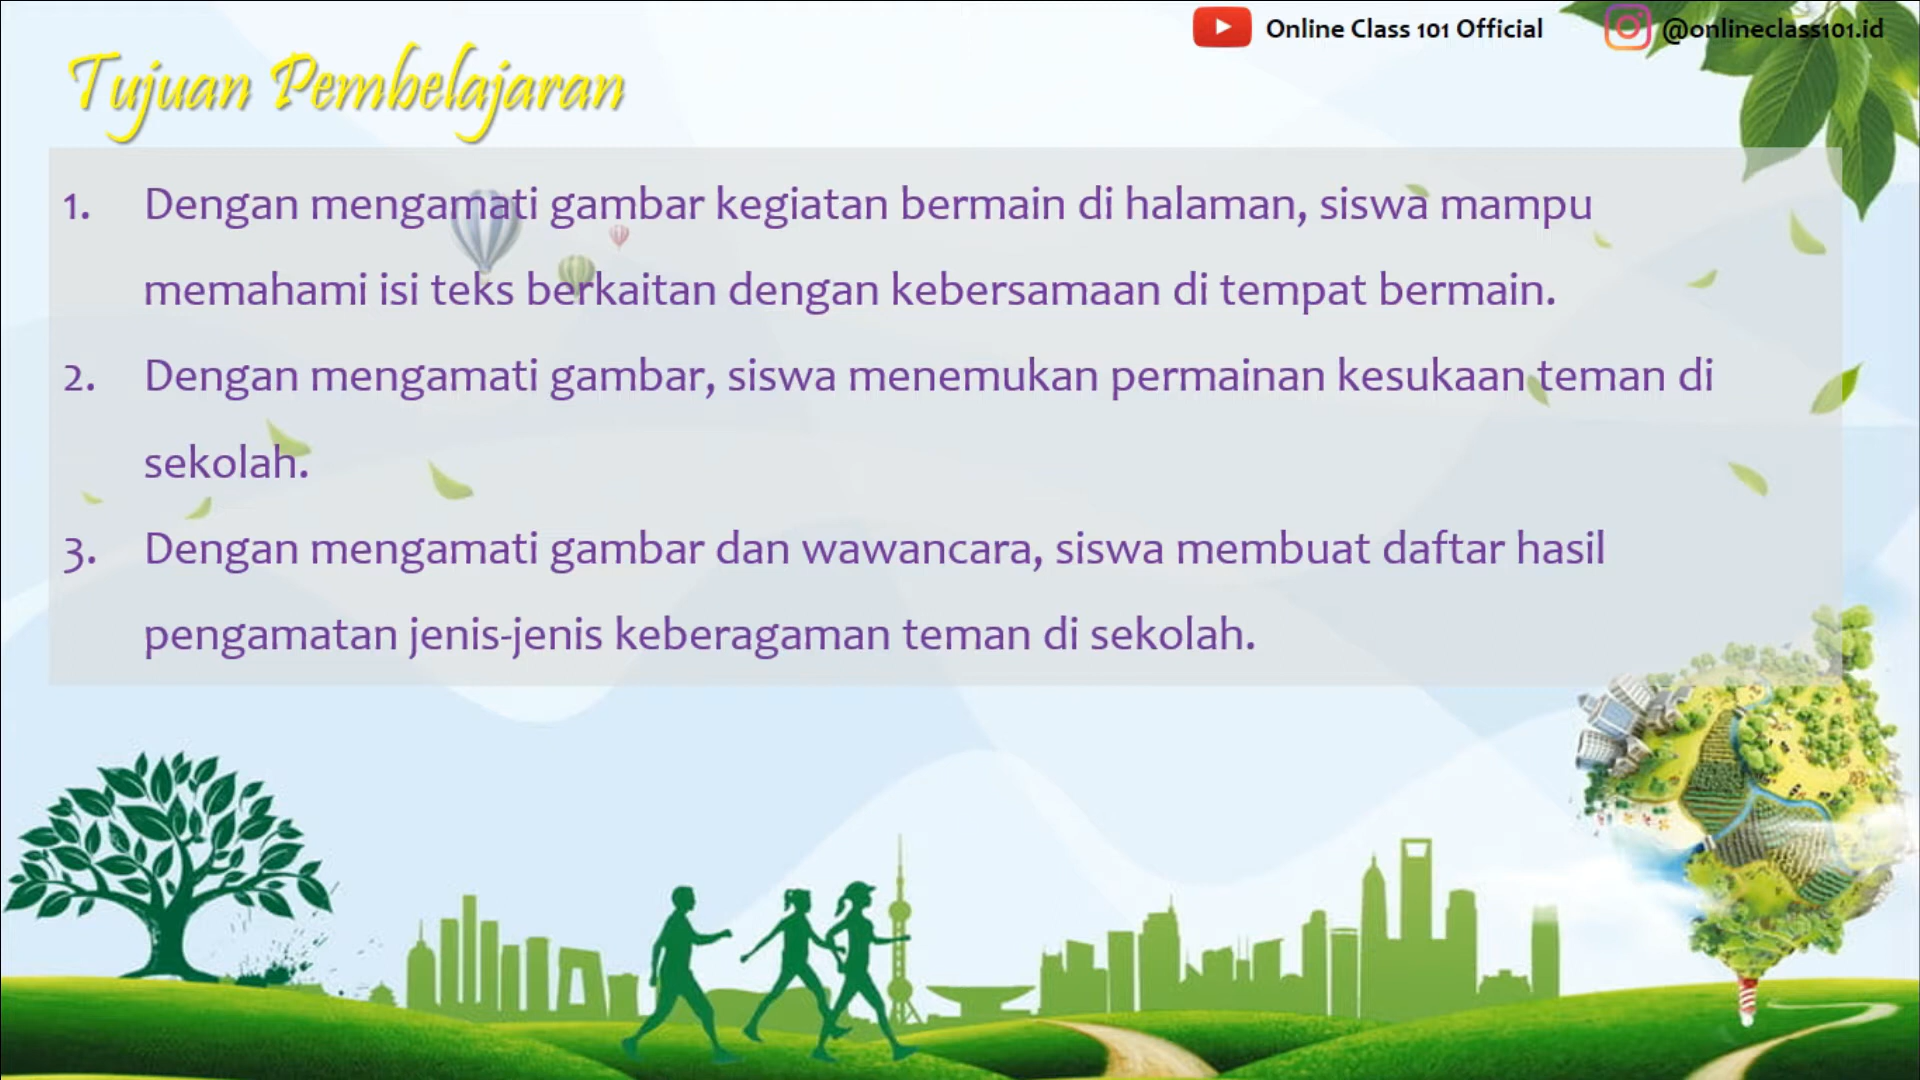 Online Class 101 Official
@onlineclass101.id
Tujuan Pembelajaran
1. Dengan mengamati gambar kegiatan bermain di halaman, siswa mampu
memahami isi teks berkaitan dengan kebersamaan di tempat bermain.
2. Dengan mengamati gambar, siswa menemukan permainan kesukaan teman di
sekolah.
3. Dengan mengamati gambar dan wawancara, siswa membuat daftar hasil
pengamatan jenis-jenis keberagaman teman di sekolah.